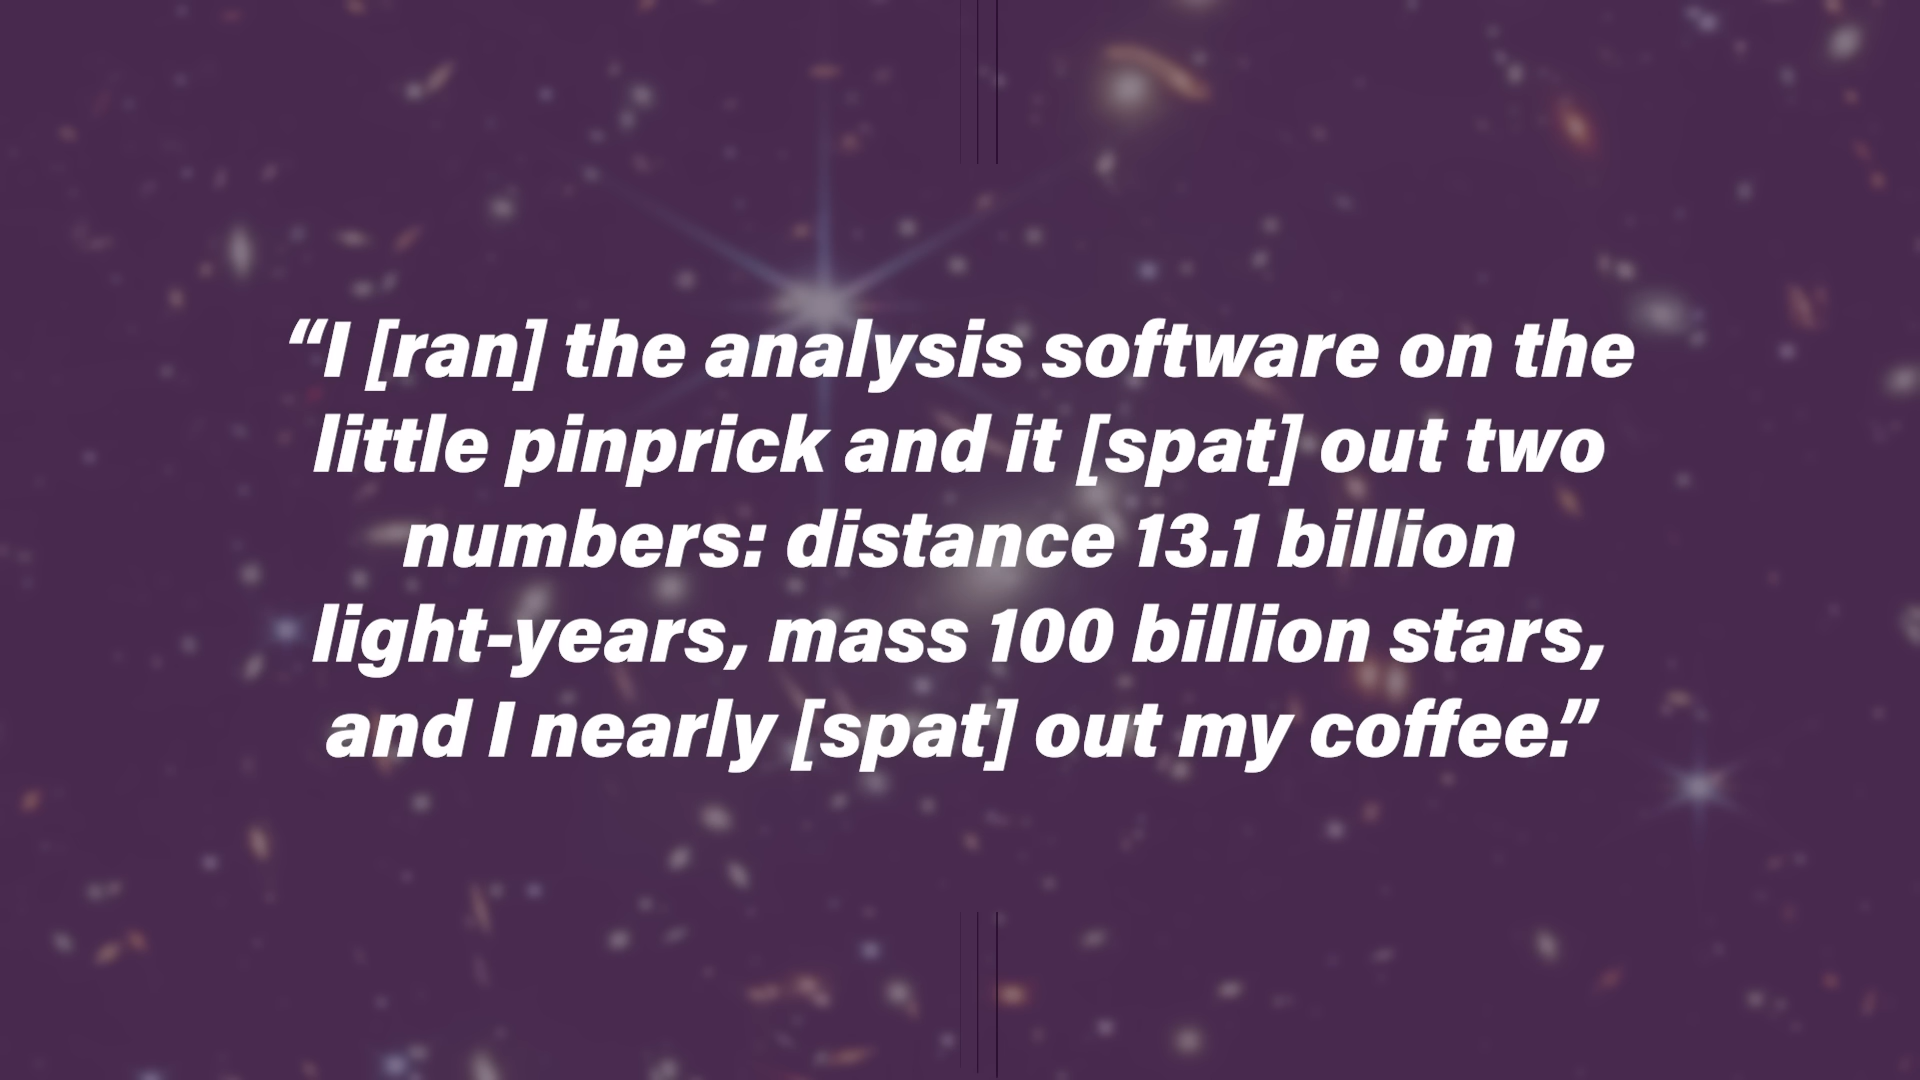 “I [ran] the analysis software on the
little pinprick and it [spat] out two
numbers: distance 13.1 billion
light-years, mass 100 billion stars,
and I nearly [spat] out my coffee.”